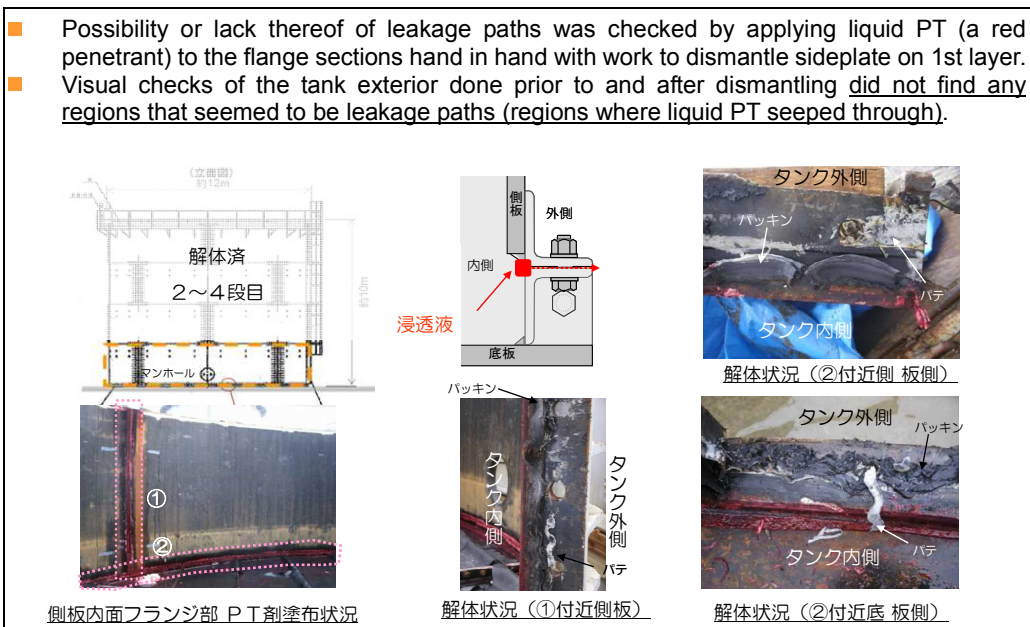 Possibility or lack thereof of leakage paths was checked by applying liquid PT (a red
penetrant) to the flange sections hand in hand with work to dismantle sideplate on 1st layer.
Visual checks of the tank exterior done prior to and after dismantling did not find any
regions that seemed to be leakage paths (regions where liquid PT seeped through).
(立面図)
約12m
解体済
2~4段目
約10m
マンホール
側板
外側
内側
浸透液
底板
タンク外側
パッキン
パテ
タンク内側
解体状況(②付近側 板側)
①
②
側板内面フランジ部 PT剤塗布状況
パッキン
タンク内側
タンク外側
パテ
解体状況(①付近側板)
タンク外側
パッキン
タンク内側
パテ
解体状況(②付近底 板側)